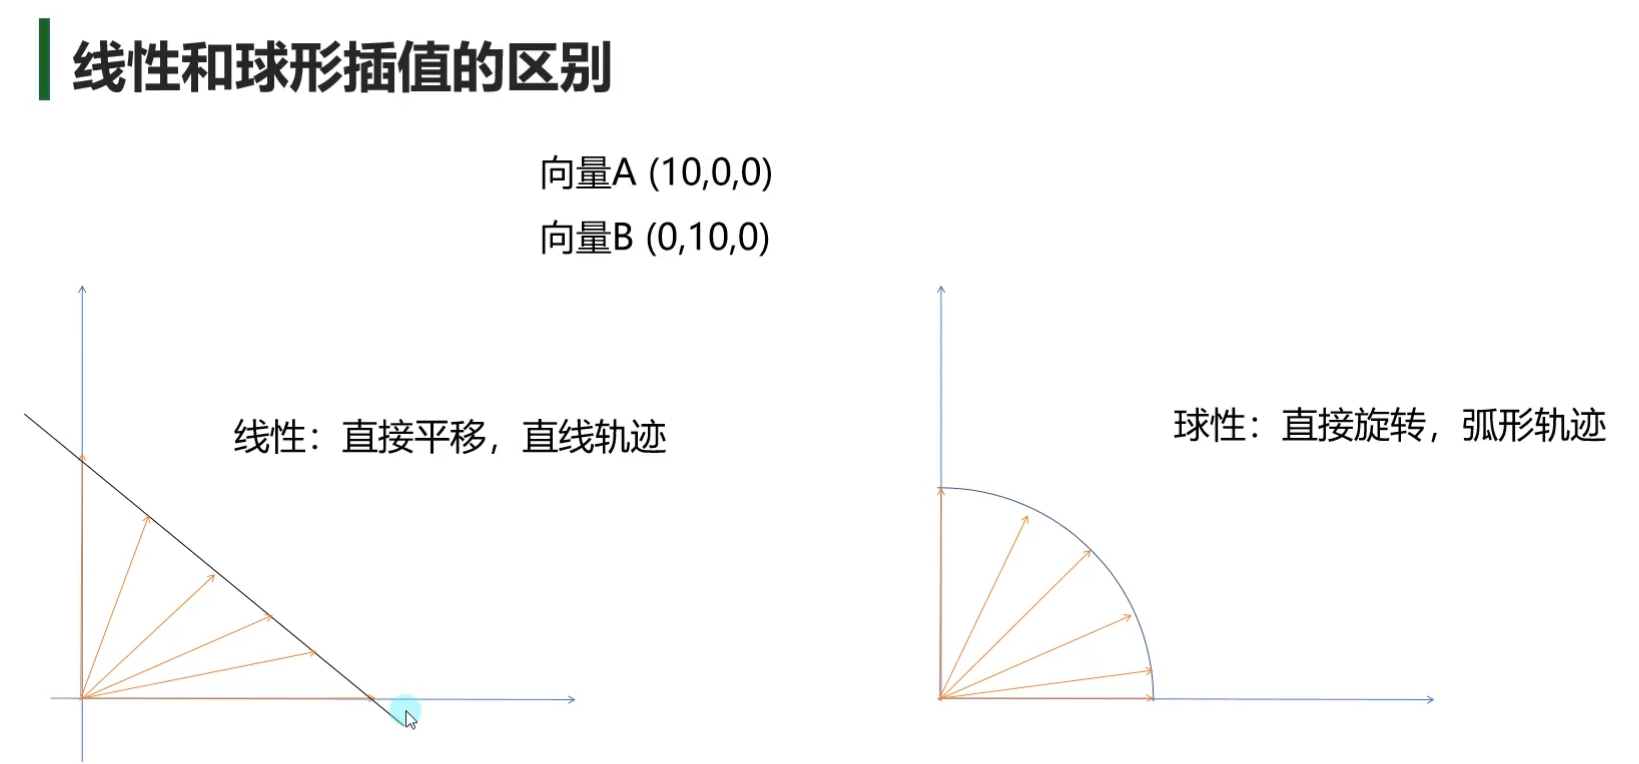 线性和球形插值的区别
向量A (10,0,0)
向量B (0,10,0)
线性：直接平移，直线轨迹
球性：直接旋转，弧形轨迹